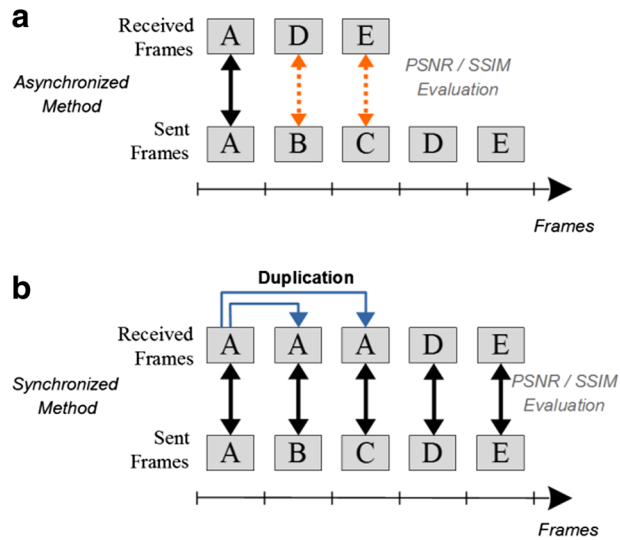 a
Received
Frames
A D E
Asynchronized
Method
PSNR / SSIM
Evaluation
Sent
Frames
A B C D E
Frames
b
Duplication
Received
Frames
A A A D E
Synchronized
Method
PSNR / SSIM
Evaluation
Sent
Frames
A B C D E
Frames